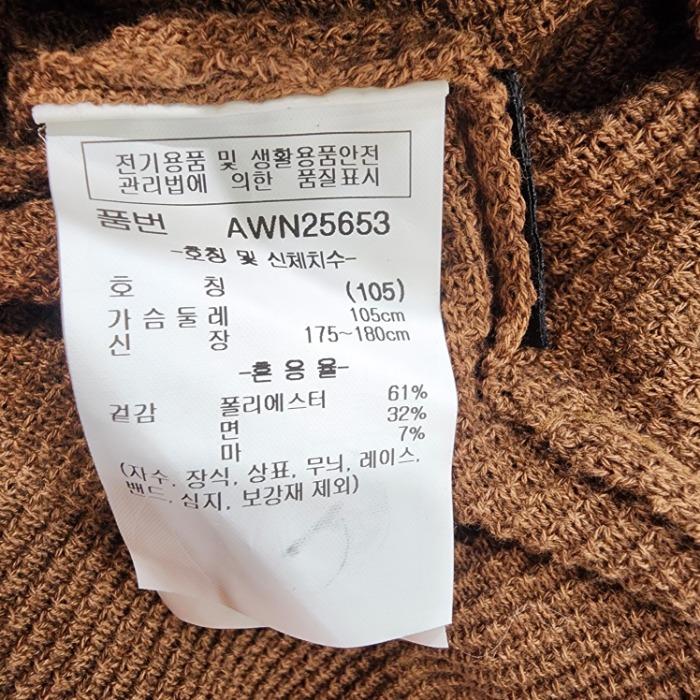 전기용품 및 생활용품안전
관리법에 의한 품질표시
품번 AWN25653
-호칭 및 신체치수-
호 칭 (105)
가슴둘레 105cm
신 장 175~180cm
-혼용율-
겉감 폴리에스터 61%
면 32%
마 7%
(자수, 장식, 상표, 무늬, 레이스,
밴드, 심지, 보강재 제외)